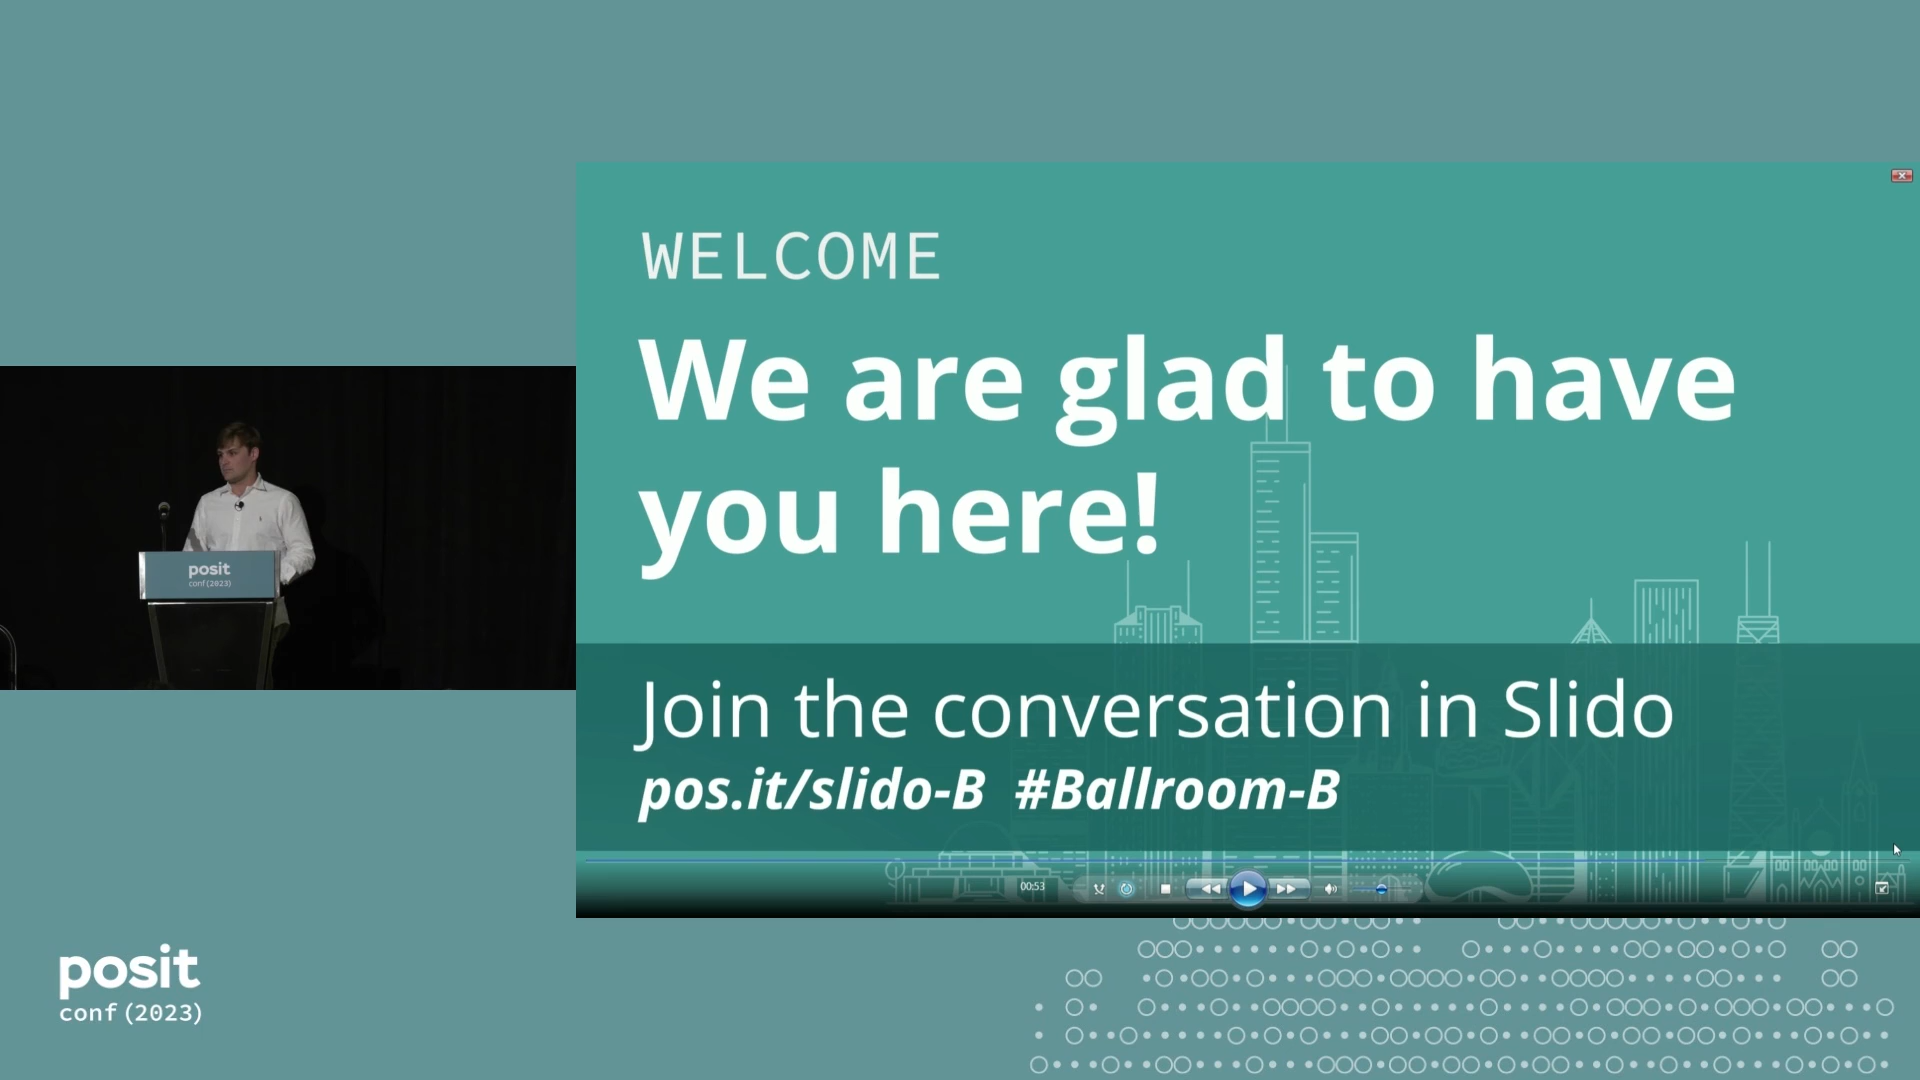 WELCOME
We are glad to have
you here!
Join the conversation in Slido
pos.it/slido-B #Ballroom-B
00:53
posit
conf(2023)
posit
conf(2023)